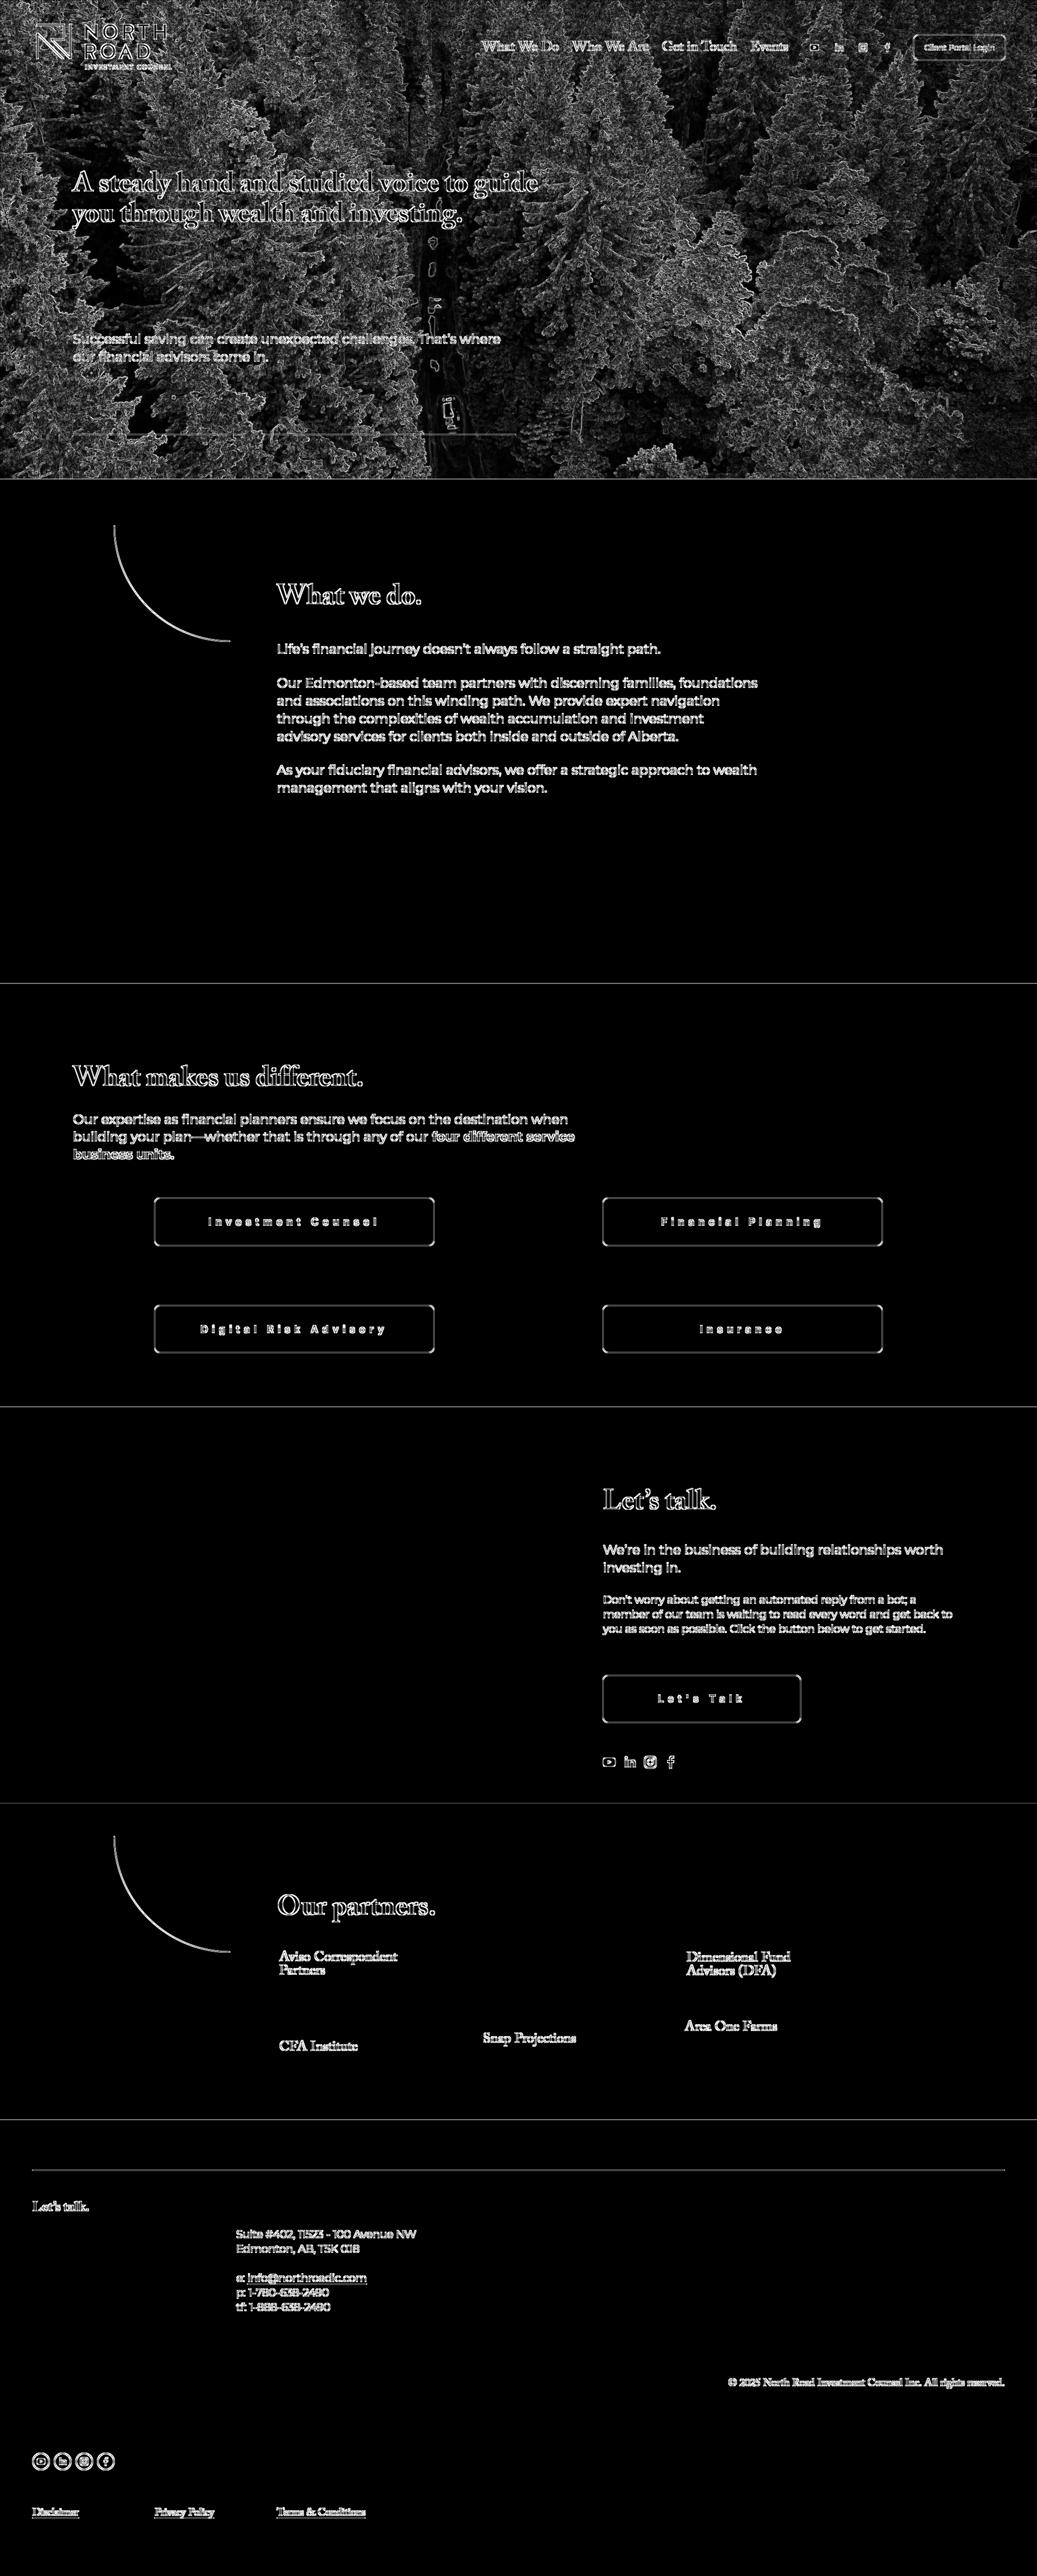 NORTH
ROAD
INVESTMENT COUNSEL
What We Do
Who We Are
Get in Touch
Events
Client Portal Login
A steady hand and studied voice to guide
you through wealth and investing.
Successful saving can create unexpected challenges. That's where
our financial advisors come in.
What we do.
Life's financial journey doesn't always follow a straight path.
Our Edmonton-based team partners with discerning families, foundations
and associations on this winding path. We provide expert navigation
through the complexities of wealth accumulation and investment
advisory services for clients both inside and outside of Alberta.
As your fiduciary financial advisors, we offer a strategic approach to wealth
management that aligns with your vision.
What makes us different.
Our expertise as financial planners ensure we focus on the destination when
building your plan—whether that is through any of our four different service
business units.
Investment Counsel
Financial Planning
Digital Risk Advisory
Insurance
Let's talk.
We're in the business of building relationships worth
investing in.
Don't worry about getting an automated reply from a bot; a
member of our team is waiting to read every word and get back to
you as soon as possible. Click the button below to get started.
Let's Talk
Our partners.
Aviso Correspondent
Partners
Dimensional Fund
Advisors (DFA)
Area One Farms
Snap Projections
CFA Institute
Let's talk.
Suite #402, 11523 - 100 Avenue NW
Edmonton, AB, T5K 0J8
e: info@northroadic.com
p: 1-780-638-2490
tf: 1-888-638-2490
© 2025 North Road Investment Counsel Inc. All rights reserved.
Disclaimer
Privacy Policy
Terms & Conditions